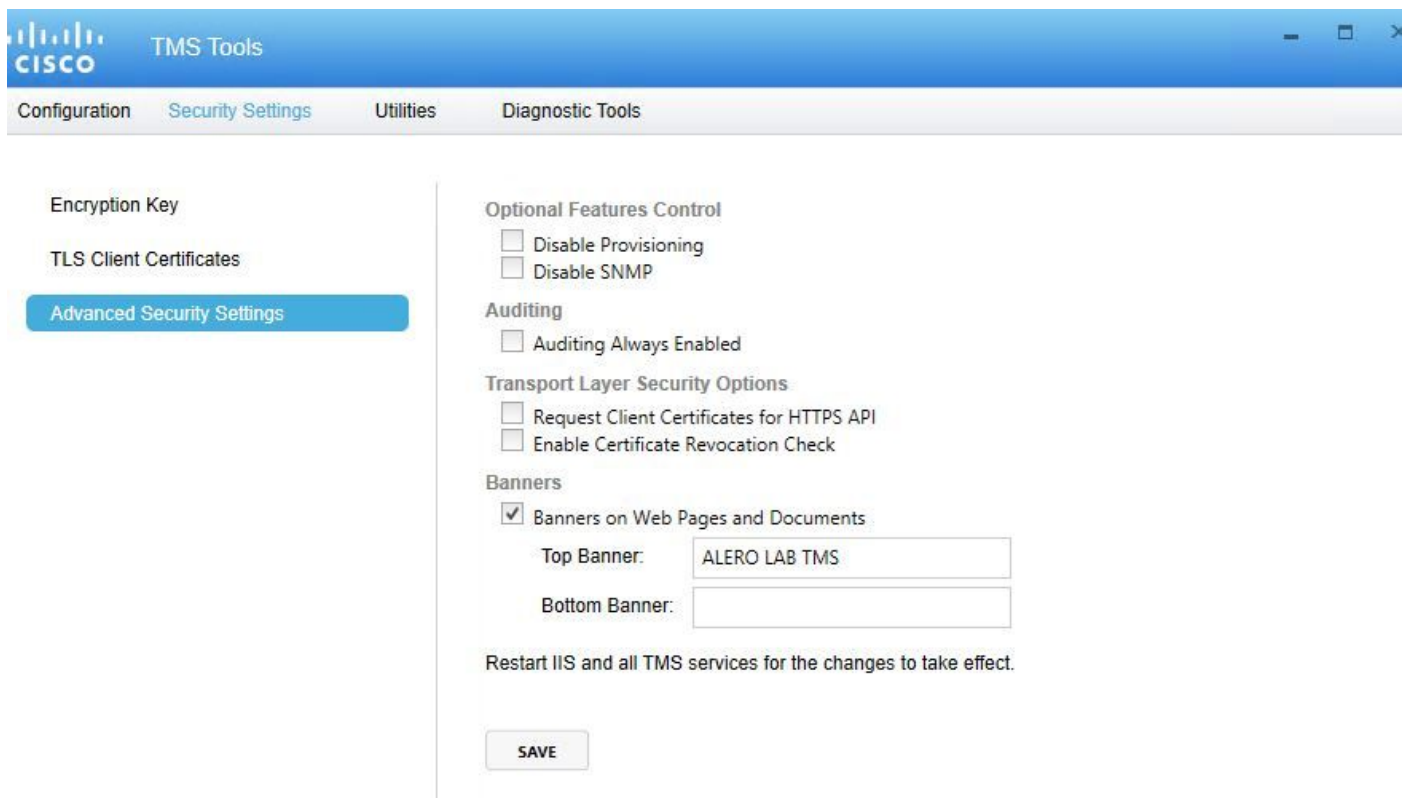 CISCO
TMS Tools
Configuration Security Settings Utilities Diagnostic Tools
Encryption Key
TLS Client Certificates
Advanced Security Settings
Optional Features Control
Disable Provisioning
Disable SNMP
Auditing
Auditing Always Enabled
Transport Layer Security Options
Request Client Certificates for HTTPS API
Enable Certificate Revocation Check
Banners
Banners on Web Pages and Documents
Top Banner: ALERO LAB TMS
Bottom Banner:
Restart IIS and all TMS services for the changes to take effect.
SAVE